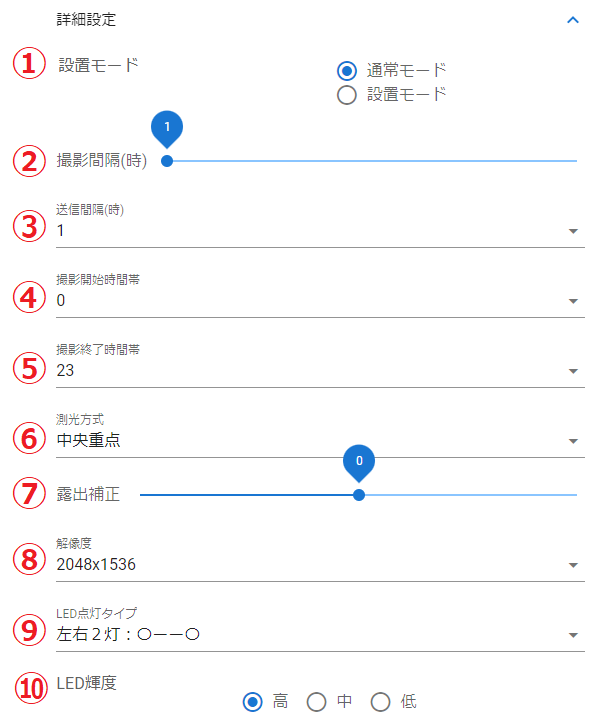 詳細設定
① 設置モード
通常モード
設置モード
1
② 撮影間隔(時)
送信間隔(時)
③ 1
撮影開始時間帯
④ 0
撮影終了時間帯
⑤ 23
測光方式
⑥ 中央重点
0
⑦ 露出補正
解像度
⑧ 2048x1536
LED点灯タイプ
⑨ 左右２灯：〇ーー〇
⑩ LED輝度
高 中 低